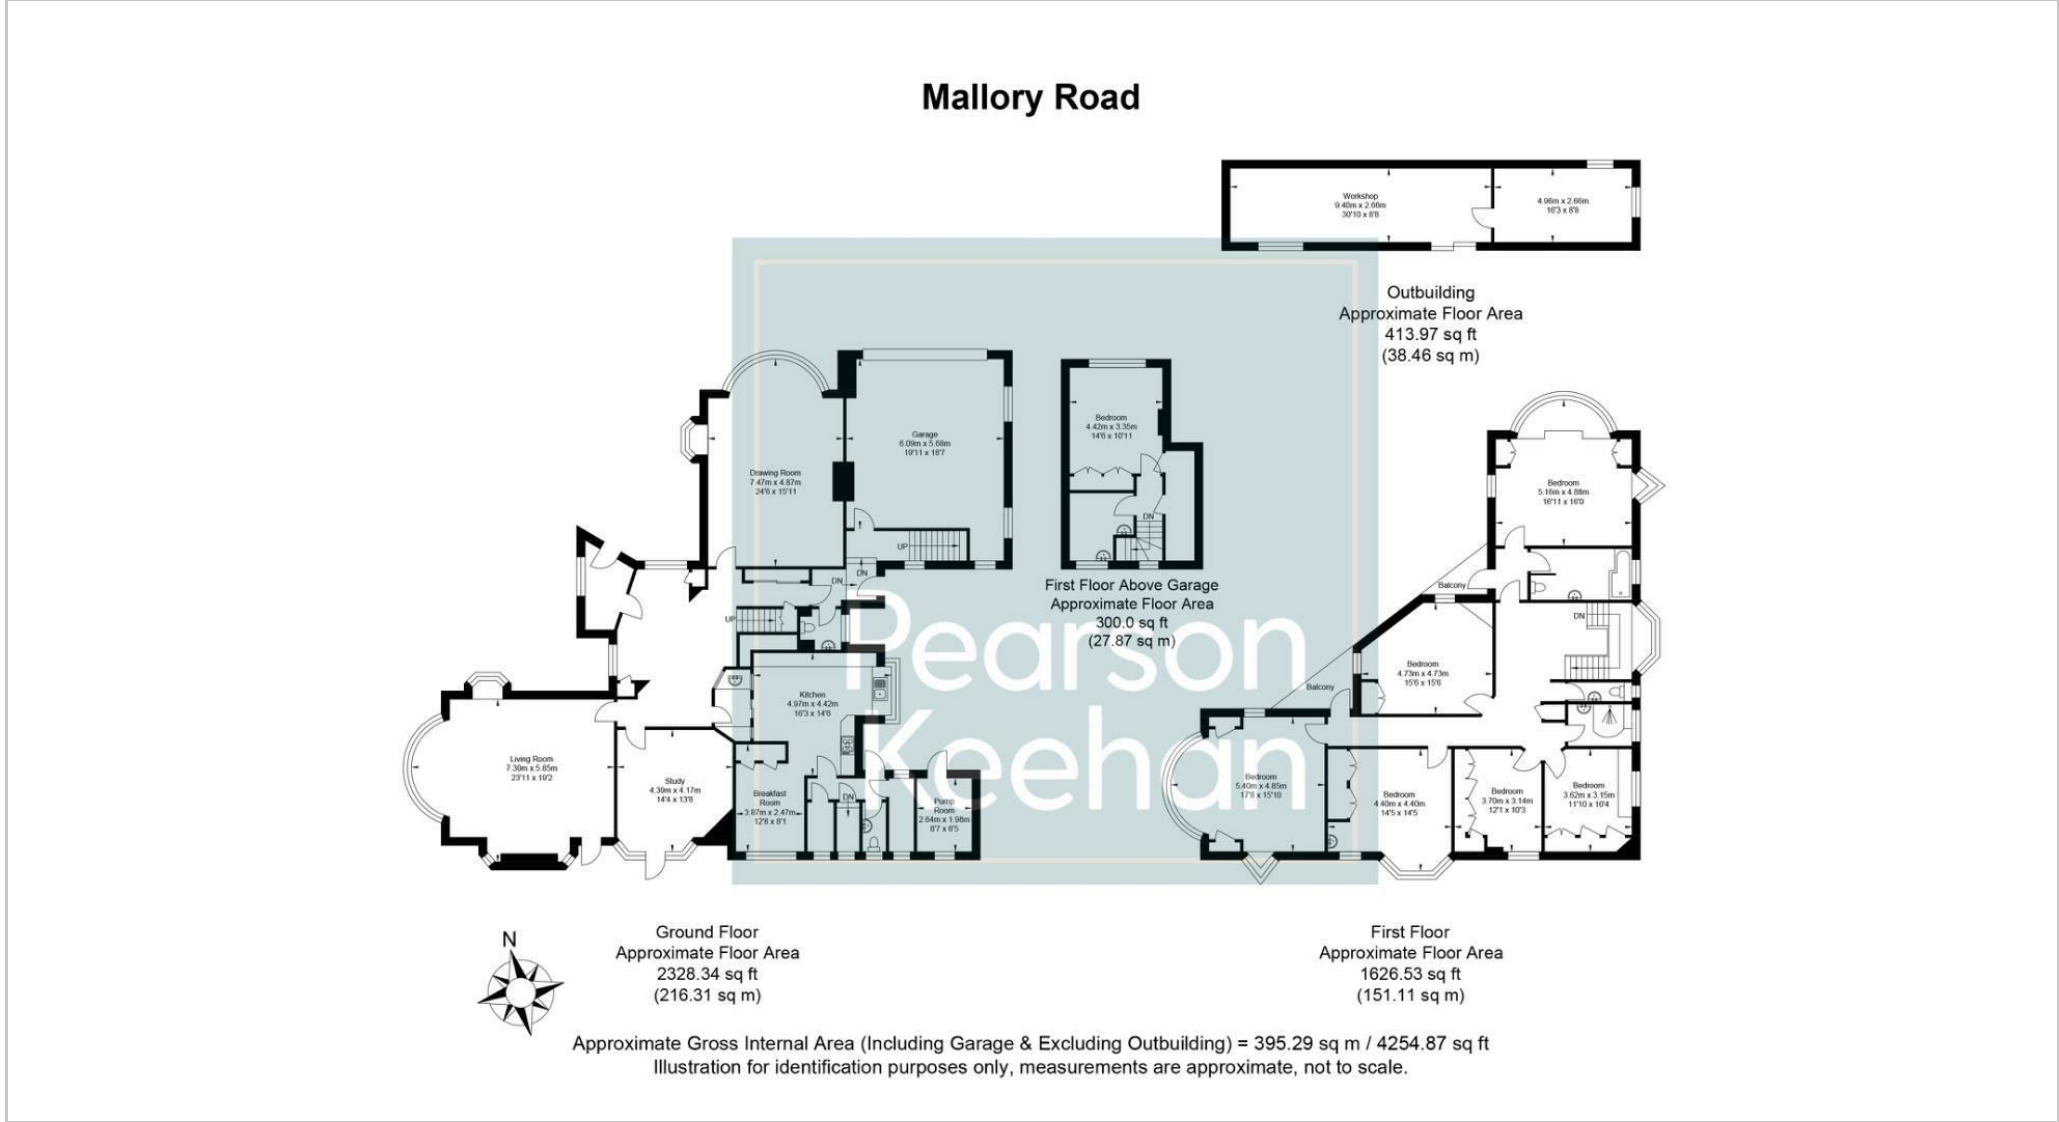 Mallory Road
Workshop
9.40m x 2.66m
30'10 x 8'8
4.96m x 2.66m
16'3 x 8'8
Outbuilding
Approximate Floor Area
413.97 sq ft
(38.46 sq m)
Garage
6.09m x 5.68m
19'11 x 18'7
UP
Drawing Room
7.47m x 4.87m
24'6 x 15'11
DN
DN
UP
Kitchen
4.97m x 4.42m
16'3 x 14'6
Living Room
7.30m x 5.85m
23'11 x 19'2
Study
4.39m x 4.17m
14'4 x 13'8
Breakfast
Room
3.87m x 2.47m
12'8 x 8'1
DN
Pump
Room
2.64m x 1.98m
8'7 x 6'5
Bedroom
4.42m x 3.35m
14'6 x 10'11
DN
First Floor Above Garage
Approximate Floor Area
300.0 sq ft
(27.87 sq m)
Pearson
Keehan
Bedroom
5.16m x 4.88m
16'11 x 16'0
Balcony
DN
Bedroom
4.73m x 4.73m
15'6 x 15'6
Balcony
Bedroom
5.40m x 4.85m
17'8 x 15'10
Bedroom
4.40m x 4.40m
14'5 x 14'5
Bedroom
3.70m x 3.14m
12'1 x 10'3
Bedroom
3.62m x 3.15m
11'10 x 10'4
N
Ground Floor
Approximate Floor Area
2328.34 sq ft
(216.31 sq m)
First Floor
Approximate Floor Area
1626.53 sq ft
(151.11 sq m)
Approximate Gross Internal Area (Including Garage & Excluding Outbuilding) = 395.29 sq m / 4254.87 sq ft
Illustration for identification purposes only, measurements are approximate, not to scale.